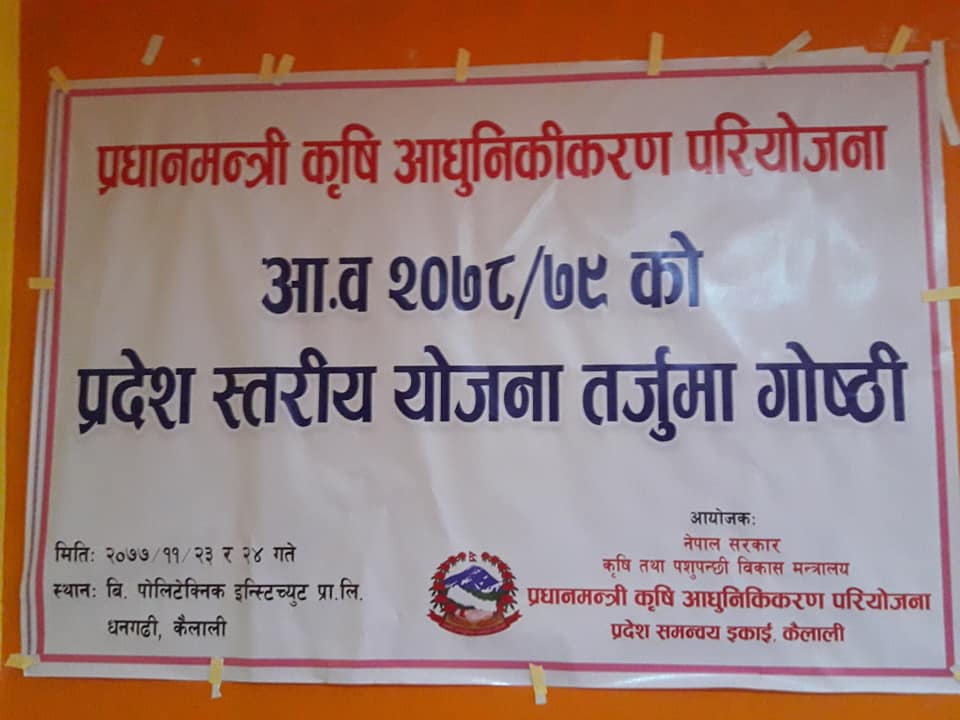 प्रधानमन्त्री कृषि आधुनिकीकरण परियोजना
आ.व २०७८/७९ को
प्रदेश स्तरीय योजना तर्जुमा गोष्ठी
मितिः २०७७/११/२३ र २४ गते
स्थानः बि. पोलिटेक्निक इन्स्टिच्युट प्रा.लि.
धनगढी, कैलाली
आयोजकः
नेपाल सरकार
कृषि तथा पशुपन्छी विकास मन्त्रालय
प्रधानमन्त्री कृषि आधुनिकिकरण परियोजना
प्रदेश समन्वय इकाई, कैलाली